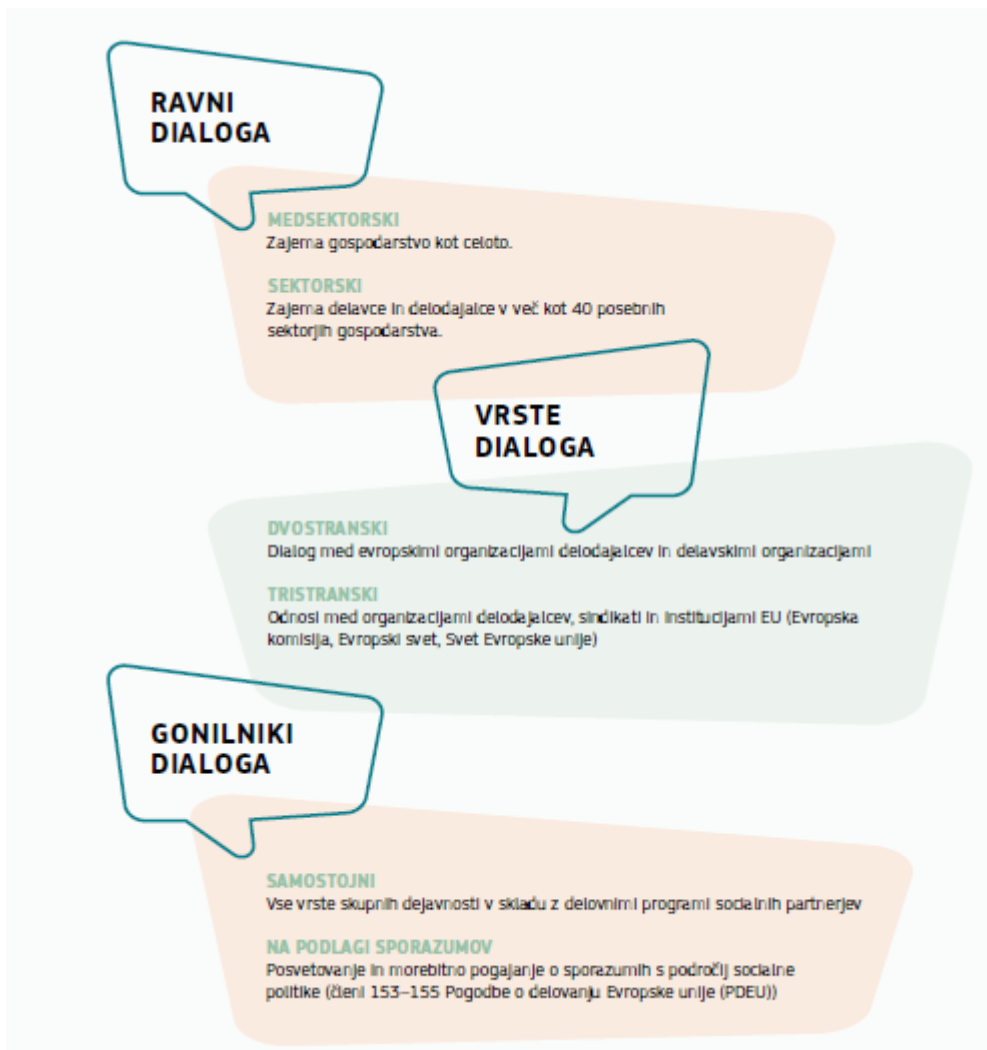 RAVNI
DIALOGA
MEDSEKTORSKI
Zajema gospodarstvo kot celoto.
SEKTORSKI
Zajema delavce in delodajalce v več kot 40 posebnih
sektorjih gospodarstva.
VRSTE
DIALOGA
DVOSTRANSKI
Dialog med evropskimi organizacijami delodajalcev in delavskimi organizacijami
TRISTRANSKI
Odnosi med organizacijami delodajalcev, sindikati in institucijami EU (Evropska
komisija, Evropski svet, Svet Evropske unije)
GONILNIKI
DIALOGA
SAMOSTOJNI
Vse vrste skupnih dejavnosti v skladu z delovnimi programi socialnih partnerjev
NA PODLAGI SPORAZUMOV
Posvetovanje in morebitno pogajanje o sporazumih s področij socialne
politike (členi 153–155 Pogodbe o delovanju Evropske unije (PDEU))